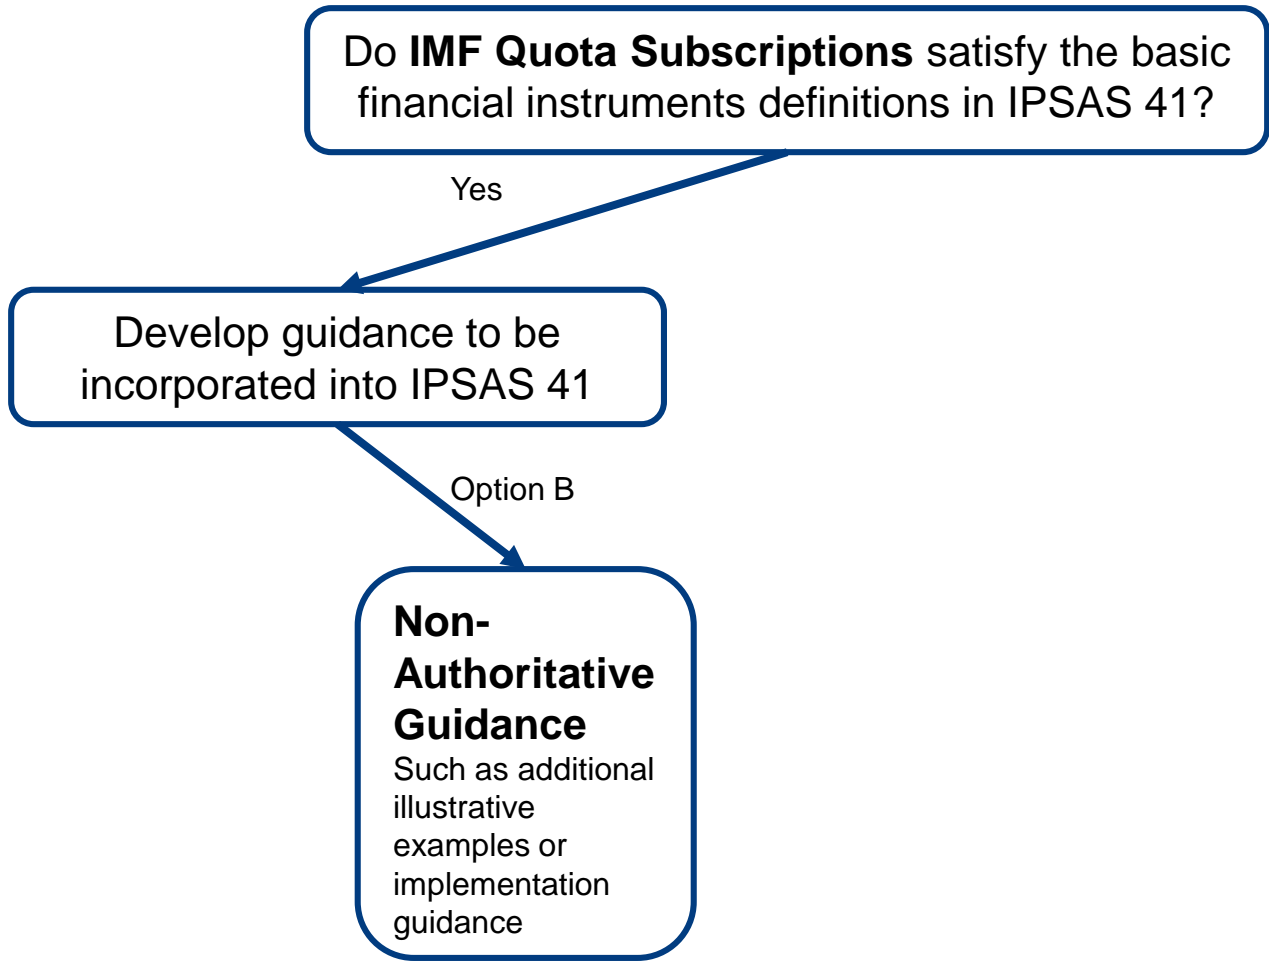 Do IMF Quota Subscriptions satisfy the basic
financial instruments definitions in IPSAS 41?
Yes
Develop guidance to be
incorporated into IPSAS 41
Option B
Non-
Authoritative
Guidance
Such as additional
illustrative
examples or
implementation
guidance